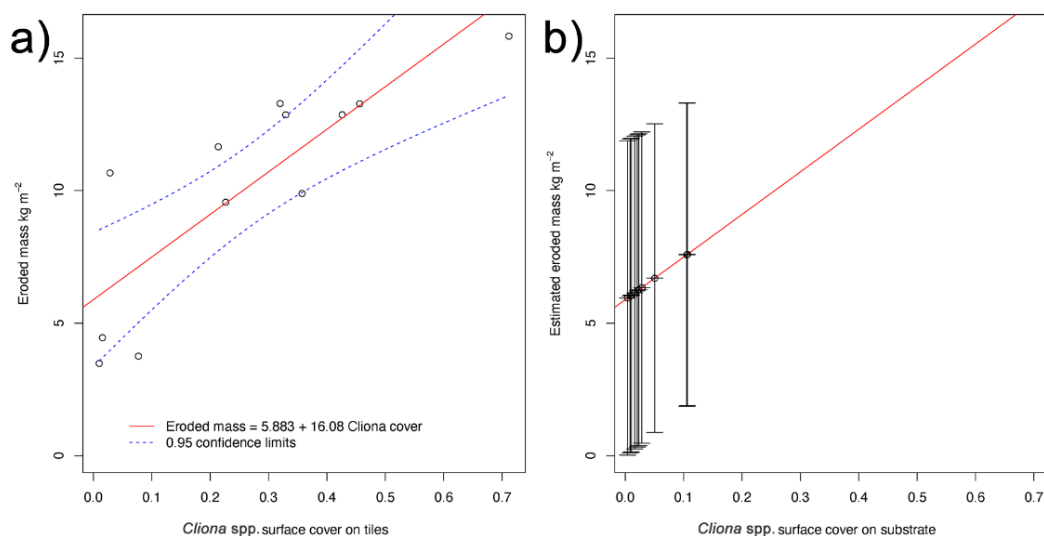 a)
Eroded mass kg m⁻²
15
10
5
0
Eroded mass = 5.883 + 16.08 Cliona cover
0.95 confidence limits
0.0 0.1 0.2 0.3 0.4 0.5 0.6 0.7
Cliona spp. surface cover on tiles
b)
Estimated eroded mass kg m⁻²
15
10
5
0
0.0 0.1 0.2 0.3 0.4 0.5 0.6 0.7
Cliona spp. surface cover on substrate